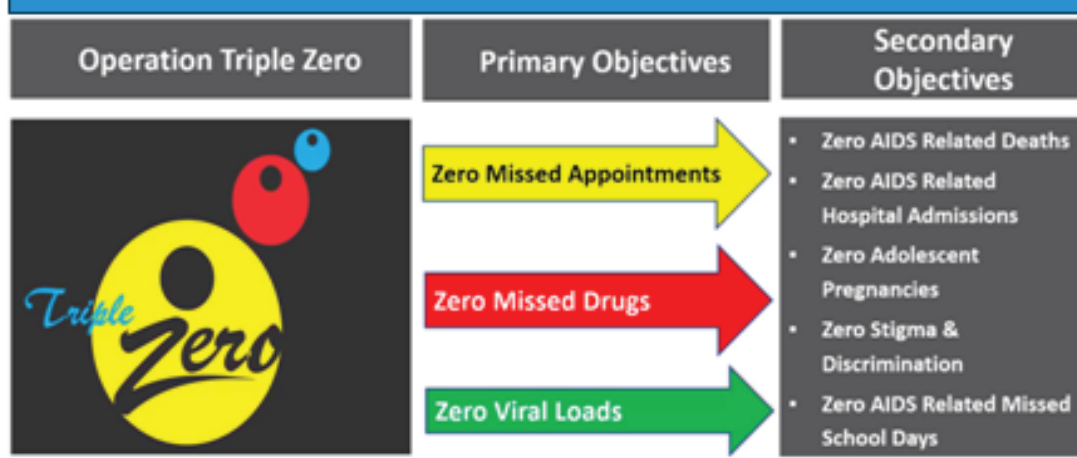 Operation Triple Zero
Primary Objectives
Secondary
Objectives
Triple
Zero
Zero Missed Appointments
Zero Missed Drugs
Zero Viral Loads
▪ Zero AIDS Related Deaths
▪ Zero AIDS Related
Hospital Admissions
▪ Zero Adolescent
Pregnancies
▪ Zero Stigma &
Discrimination
▪ Zero AIDS Related Missed
School Days